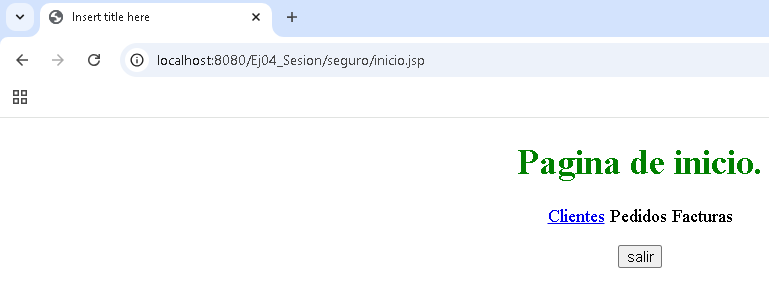 Insert title here
localhost:8080/Ej04_Sesion/seguro/inicio.jsp
Pagina de inicio.
Clientes Pedidos Facturas
salir